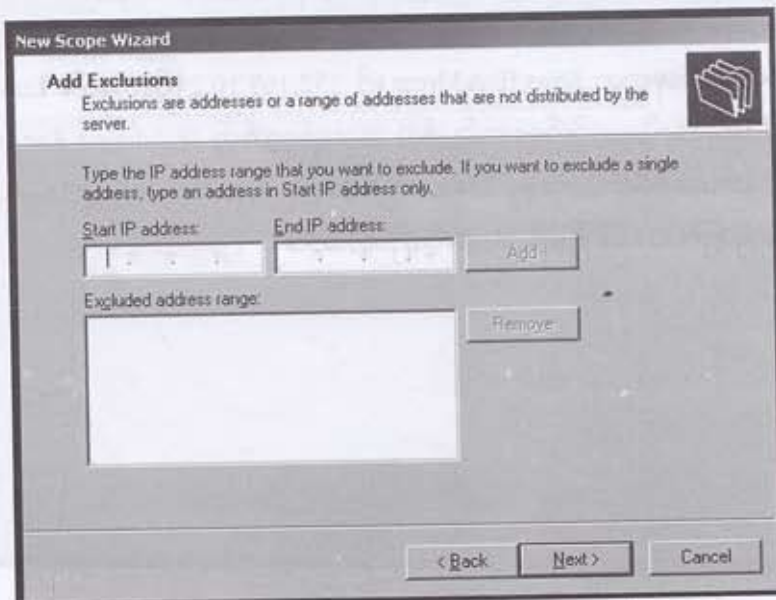 New Scope Wizard
Add Exclusions
Exclusions are addresses or a range of addresses that are not distributed by the
server.
Type the IP address range that you want to exclude. If you want to exclude a single
address, type an address in Start IP address only.
Start IP address:
End IP address:
Add
Excluded address range:
Remove
< Back
Next >
Cancel